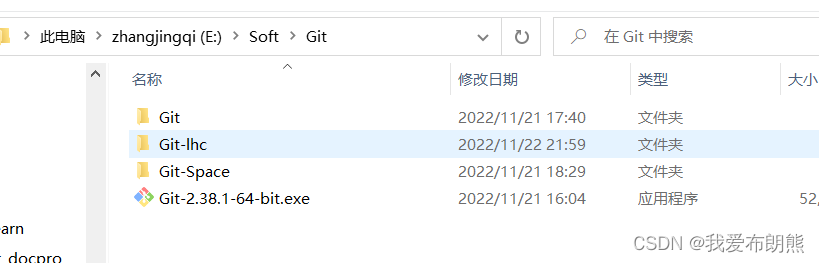 此电脑 > zhangjingqi (E:) > Soft > Git
在 Git 中搜索
名称 修改日期 类型 大小
Git 2022/11/21 17:40 文件夹
Git-lhc 2022/11/22 21:59 文件夹
Git-Space 2022/11/21 18:29 文件夹
Git-2.38.1-64-bit.exe 2022/11/21 16:04 应用程序 52,
earn
t_docpro
CSDN @我爱布朗熊